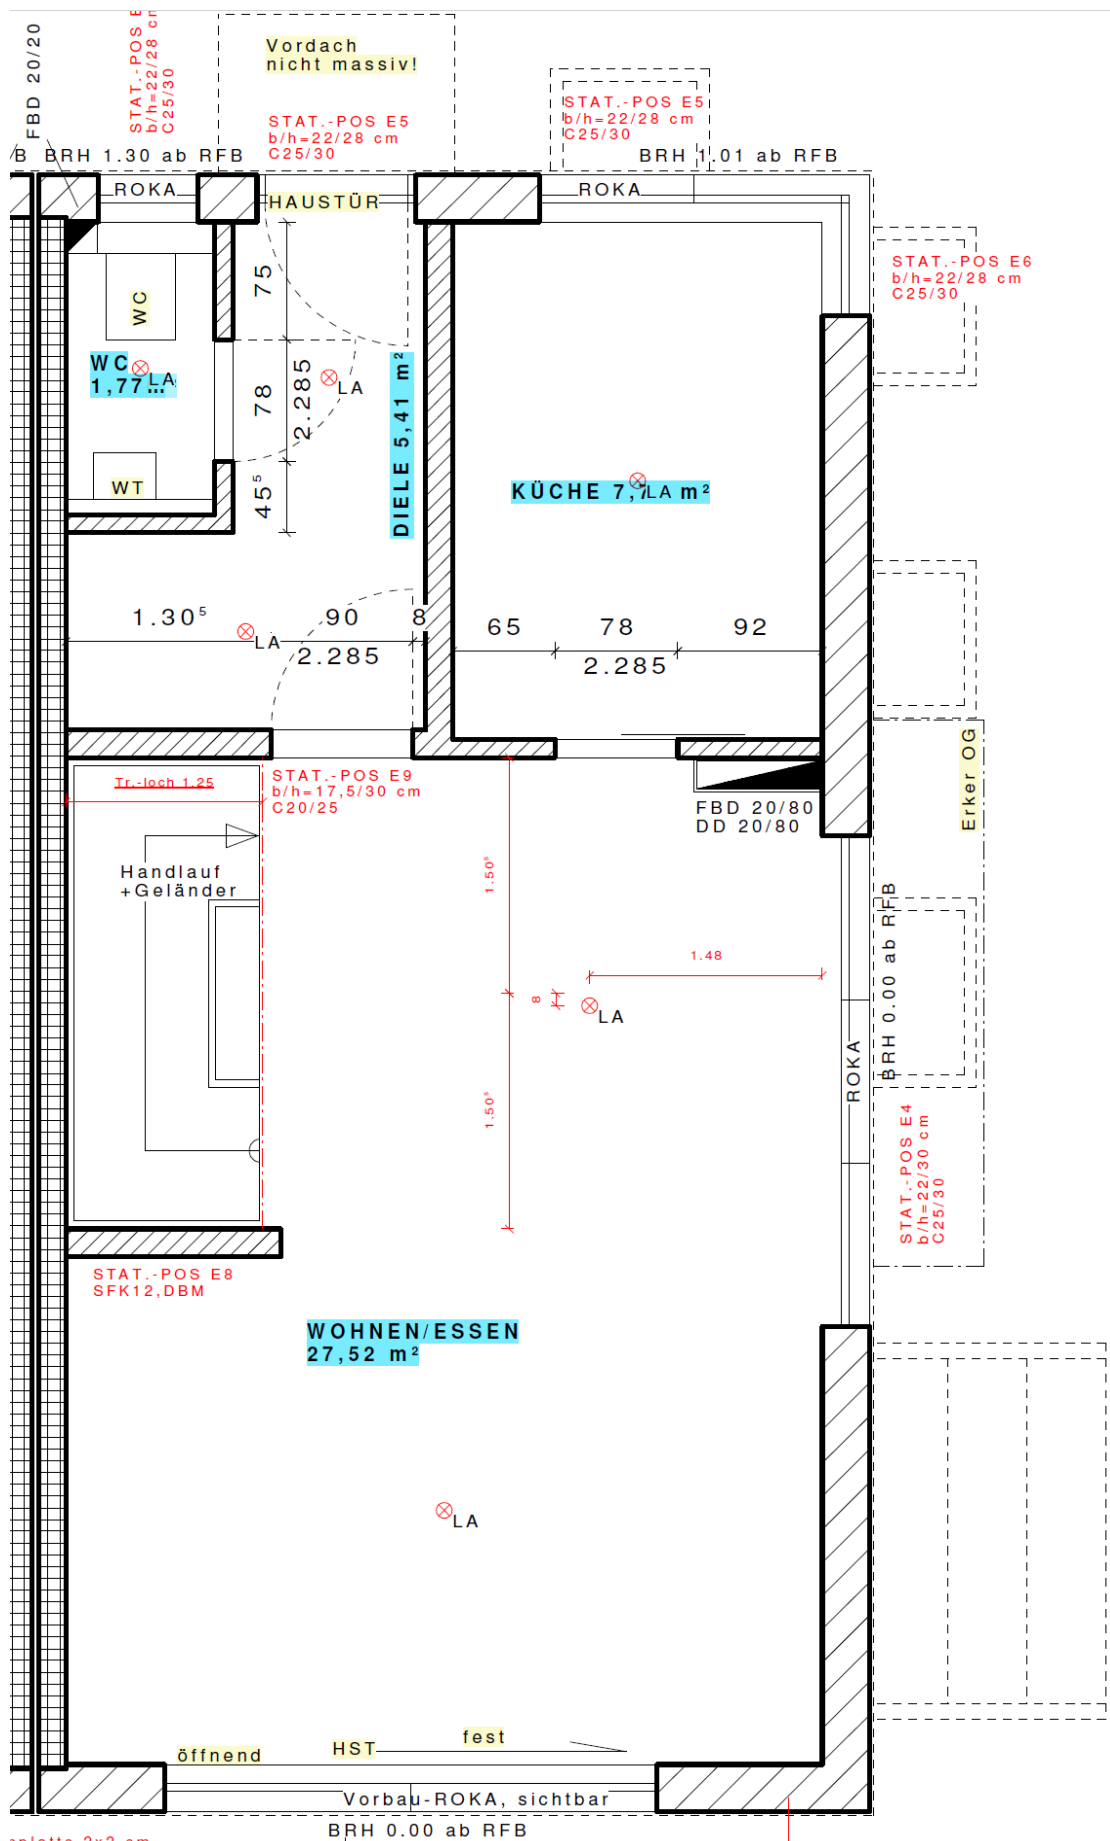 FBD 20/20
STAT.-POS E
b/h=22/28 cm
C25/30
Vordach
nicht massiv!
STAT.-POS E5
b/h=22/28 cm
C25/30
STAT.-POS E5
b/h=22/28 cm
C25/30
B BRH 1.30 ab RFB
BRH 1.01 ab RFB
ROKA
HAUSTÜR
ROKA
STAT.-POS E6
b/h=22/28 cm
C25/30
75
WC
WC
1,77
LA
78
2.285
LA
DIELE 5,41 m²
45⁵
WT
KÜCHE 7,7 m²
LA
1.30⁵
90
8
LA
2.285
65
78
92
2.285
Erker OG
Tr.-loch 1.25
STAT.-POS E9
b/h=17,5/30 cm
C20/25
FBD 20/80
DD 20/80
Handlauf
+Geländer
1.50⁵
1.48
8
LA
BRH 0.00 ab RFB
ROKA
1.50⁵
STAT.-POS E4
b/h=22/30 cm
C25/30
STAT.-POS E8
SFK12,DBM
WOHNEN/ESSEN
27,52 m²
LA
öffnend
HST
fest
Vorbau-ROKA, sichtbar
BRH 0.00 ab RFB